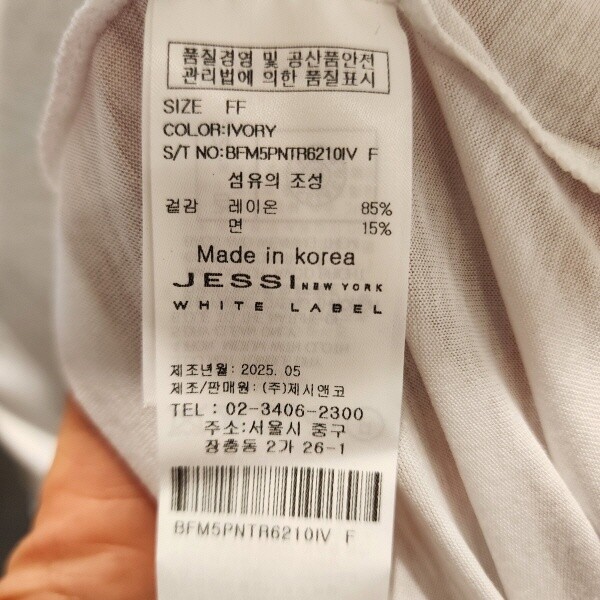 품질경영 및 공산품안전
관리법에 의한 품질표시
SIZE FF
COLOR:IVORY
S/T NO:BFM5PNTR6210IV F
섬유의 조성
겉감 레이온 85%
면 15%
Made in korea
JESSI NEW YORK
WHITE LABEL
제조년월: 2025. 05
제조/판매원: (주)제시앤코
TEL : 02-3406-2300
주소:서울시 중구
장충동 2가 26-1
BFM5PNTR6210IV F